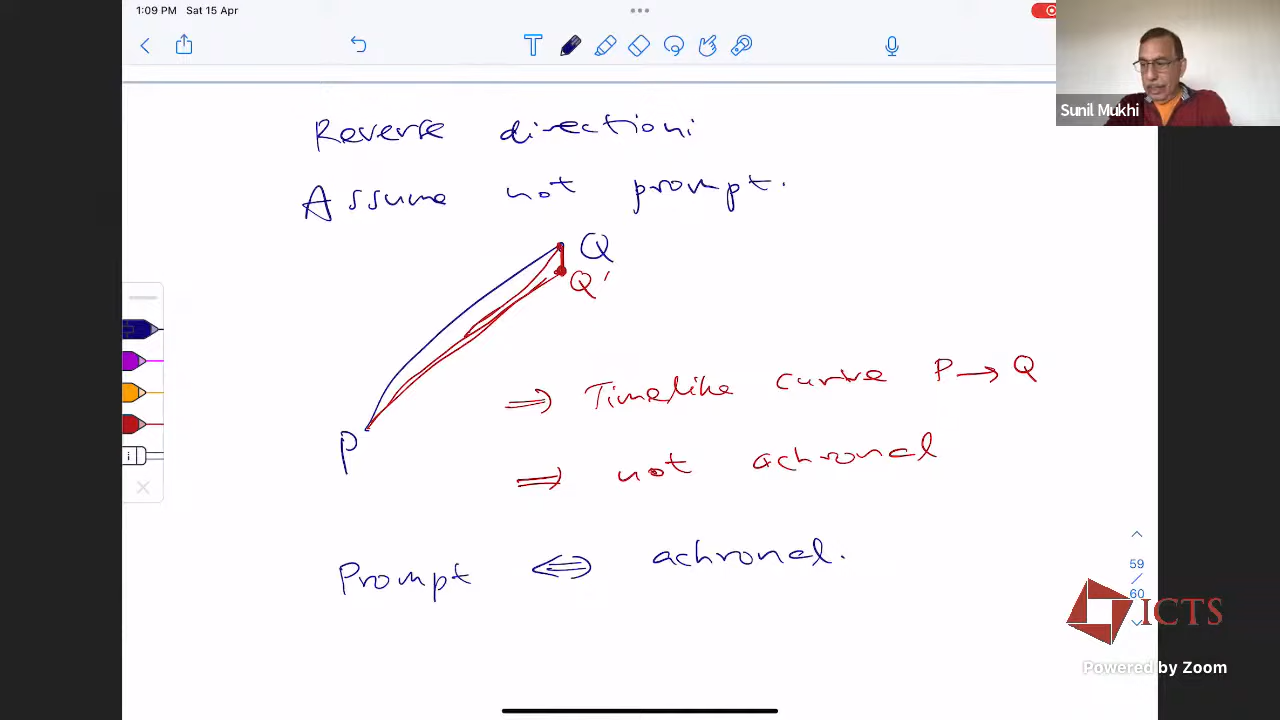 1:09 PM Sat 15 Apr
Sunil Mukhi
Reverse direction:
Assume not prompt.
Q
Q'
P
⇒ Timelike curve P → Q
⇒ not achronal
Prompt ⇔ achronal.
59
/
60
ICTS
Powered by Zoom